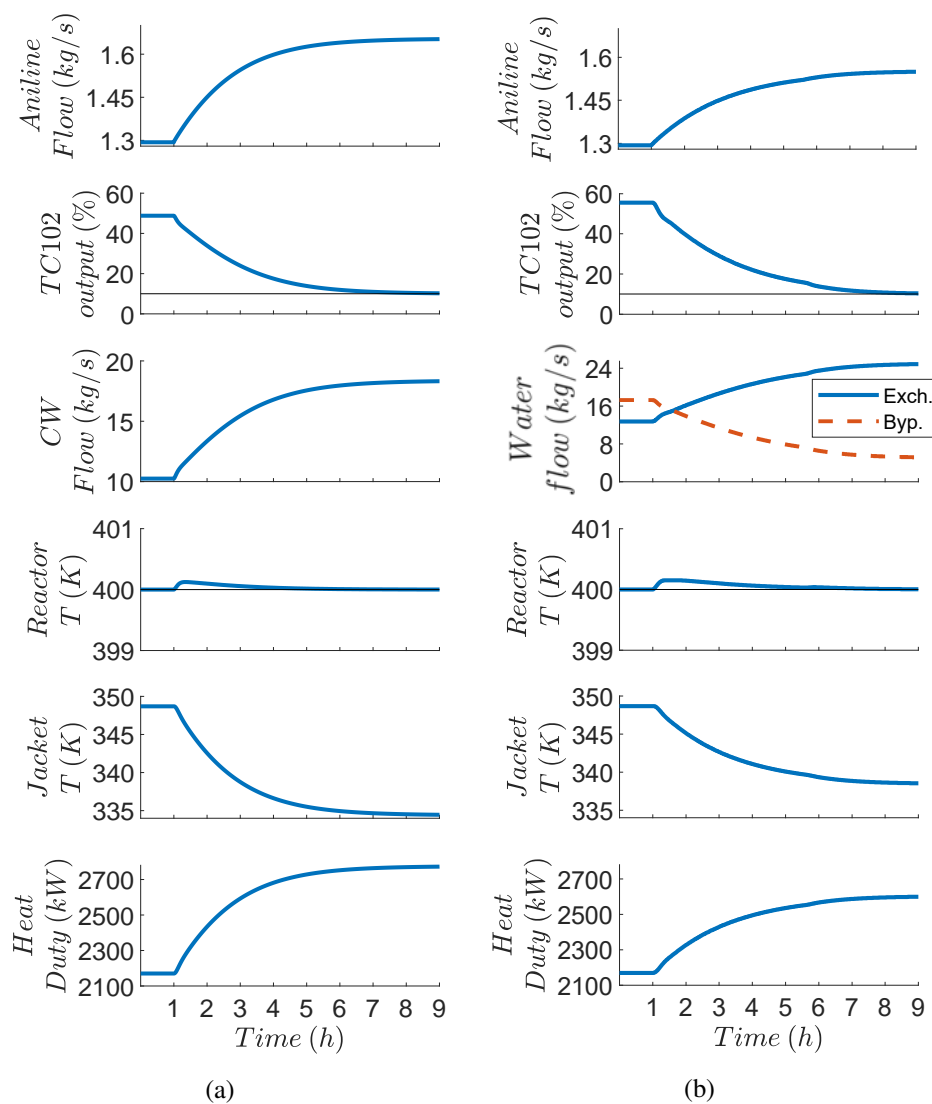 Aniline
Flow (kg/s)
1.6
1.45
1.3
TC102
output (%)
60
40
20
0
CW
Flow (kg/s)
20
15
10
Reactor
T (K)
401
400
399
Jacket
T (K)
350
345
340
335
Heat
Duty (kW)
2700
2500
2300
2100
1 2 3 4 5 6 7 8 9
Time (h)
(a)
Aniline
Flow (kg/s)
1.6
1.45
1.3
TC102
output (%)
60
40
20
0
Water
flow (kg/s)
24
16
8
0
Exch.
Byp.
Reactor
T (K)
401
400
399
Jacket
T (K)
350
345
340
335
Heat
Duty (kW)
2700
2500
2300
2100
1 2 3 4 5 6 7 8 9
Time (h)
(b)